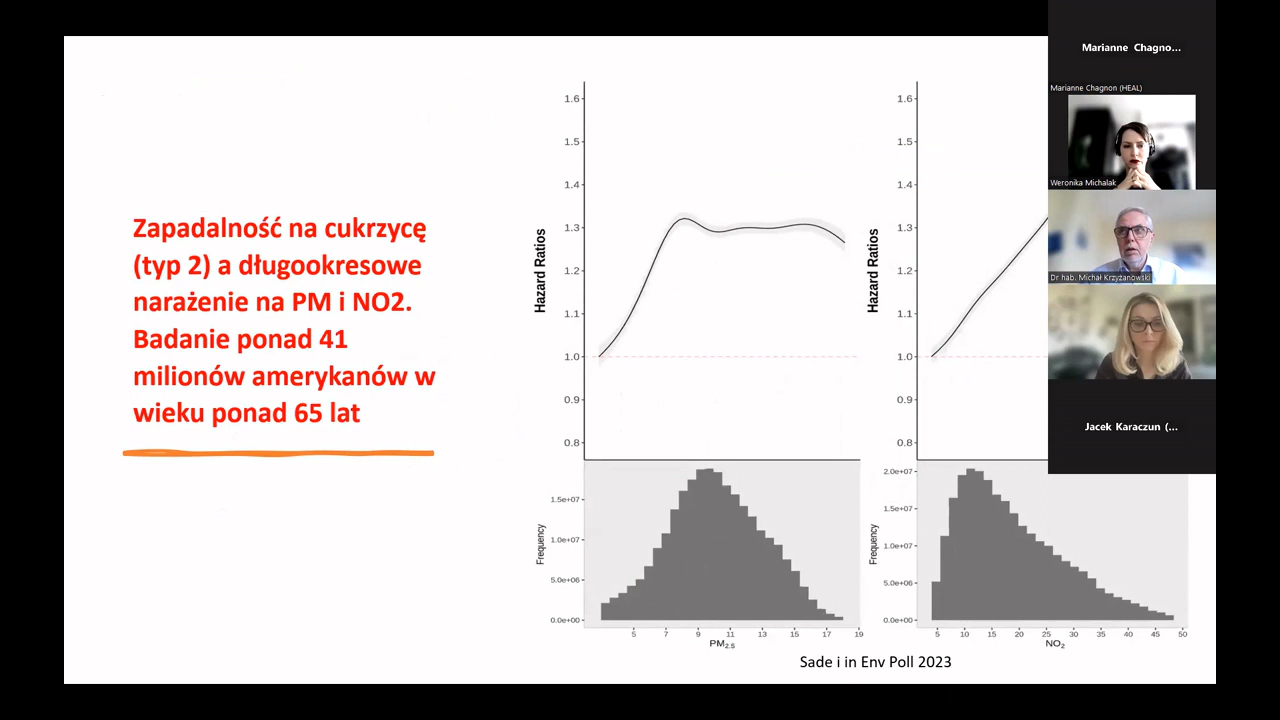 Zapadalność na cukrzycę
(typ 2) a długookresowe
narażenie na PM i NO2.
Badanie ponad 41
milionów amerykanów w
wieku ponad 65 lat
Hazard Ratios
1.6
1.5
1.4
1.3
1.2
1.1
1.0
0.9
0.8
Frequency
1.5e+07
1.0e+07
5.0e+06
0.0e+00
5 7 9 11 13 15 17 19
PM2.5
Hazard Ratios
1.6
1.5
1.4
1.3
1.2
1.1
1.0
0.9
0.8
Frequency
2.0e+07
1.5e+07
1.0e+07
5.0e+06
0.0e+00
5 10 15 20 25 30 35 40 45 50
NO2
Sade i in Env Poll 2023
Marianne Chagno...
Marianne Chagnon (HEAL)
Weronika Michalak
Dr hab. Michał Krzyżanowski
Jacek Karaczun (...